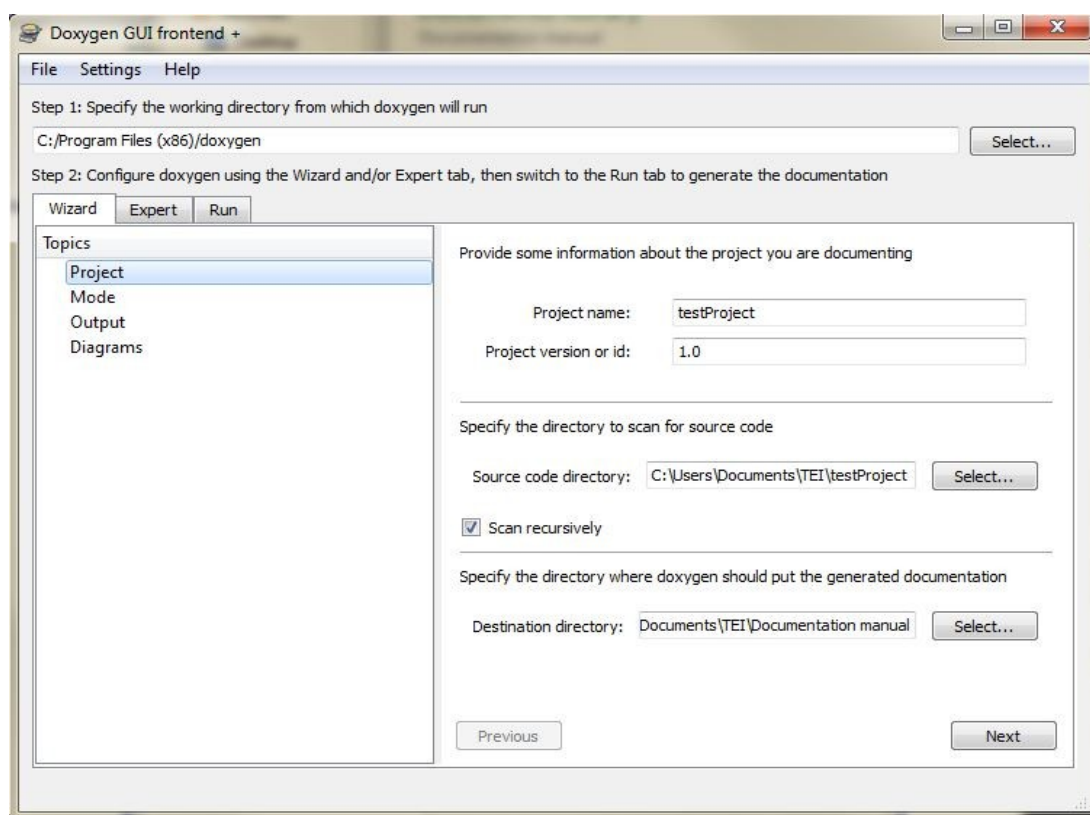 Doxygen GUI frontend +
File Settings Help
Step 1: Specify the working directory from which doxygen will run
C:/Program Files (x86)/doxygen
Select...
Step 2: Configure doxygen using the Wizard and/or Expert tab, then switch to the Run tab to generate the documentation
Wizard Expert Run
Topics
Project
Mode
Output
Diagrams
Provide some information about the project you are documenting
Project name: testProject
Project version or id: 1.0
Specify the directory to scan for source code
Source code directory: C:\Users\Documents\TEI\testProject Select...
Scan recursively
Specify the directory where doxygen should put the generated documentation
Destination directory: Documents\TEI\Documentation manual Select...
Previous Next